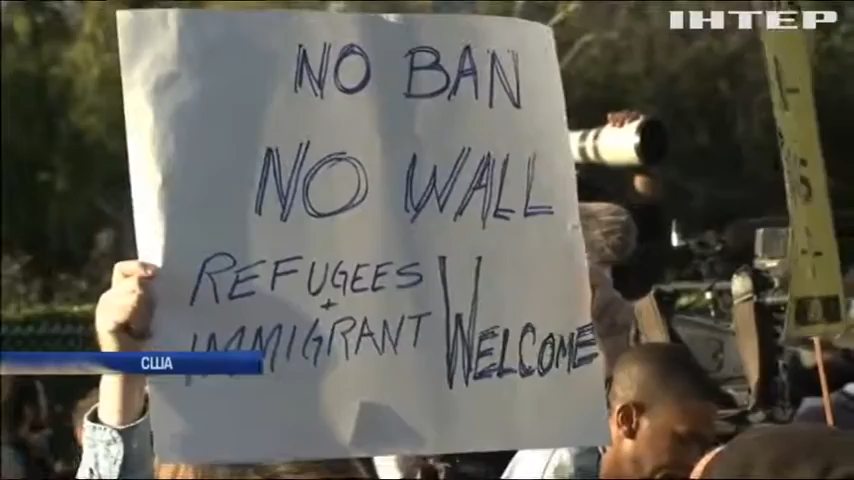 ІНТЕР
NO BAN
NO WALL
REFUGEES
+
IMMIGRANT WELCOME
США